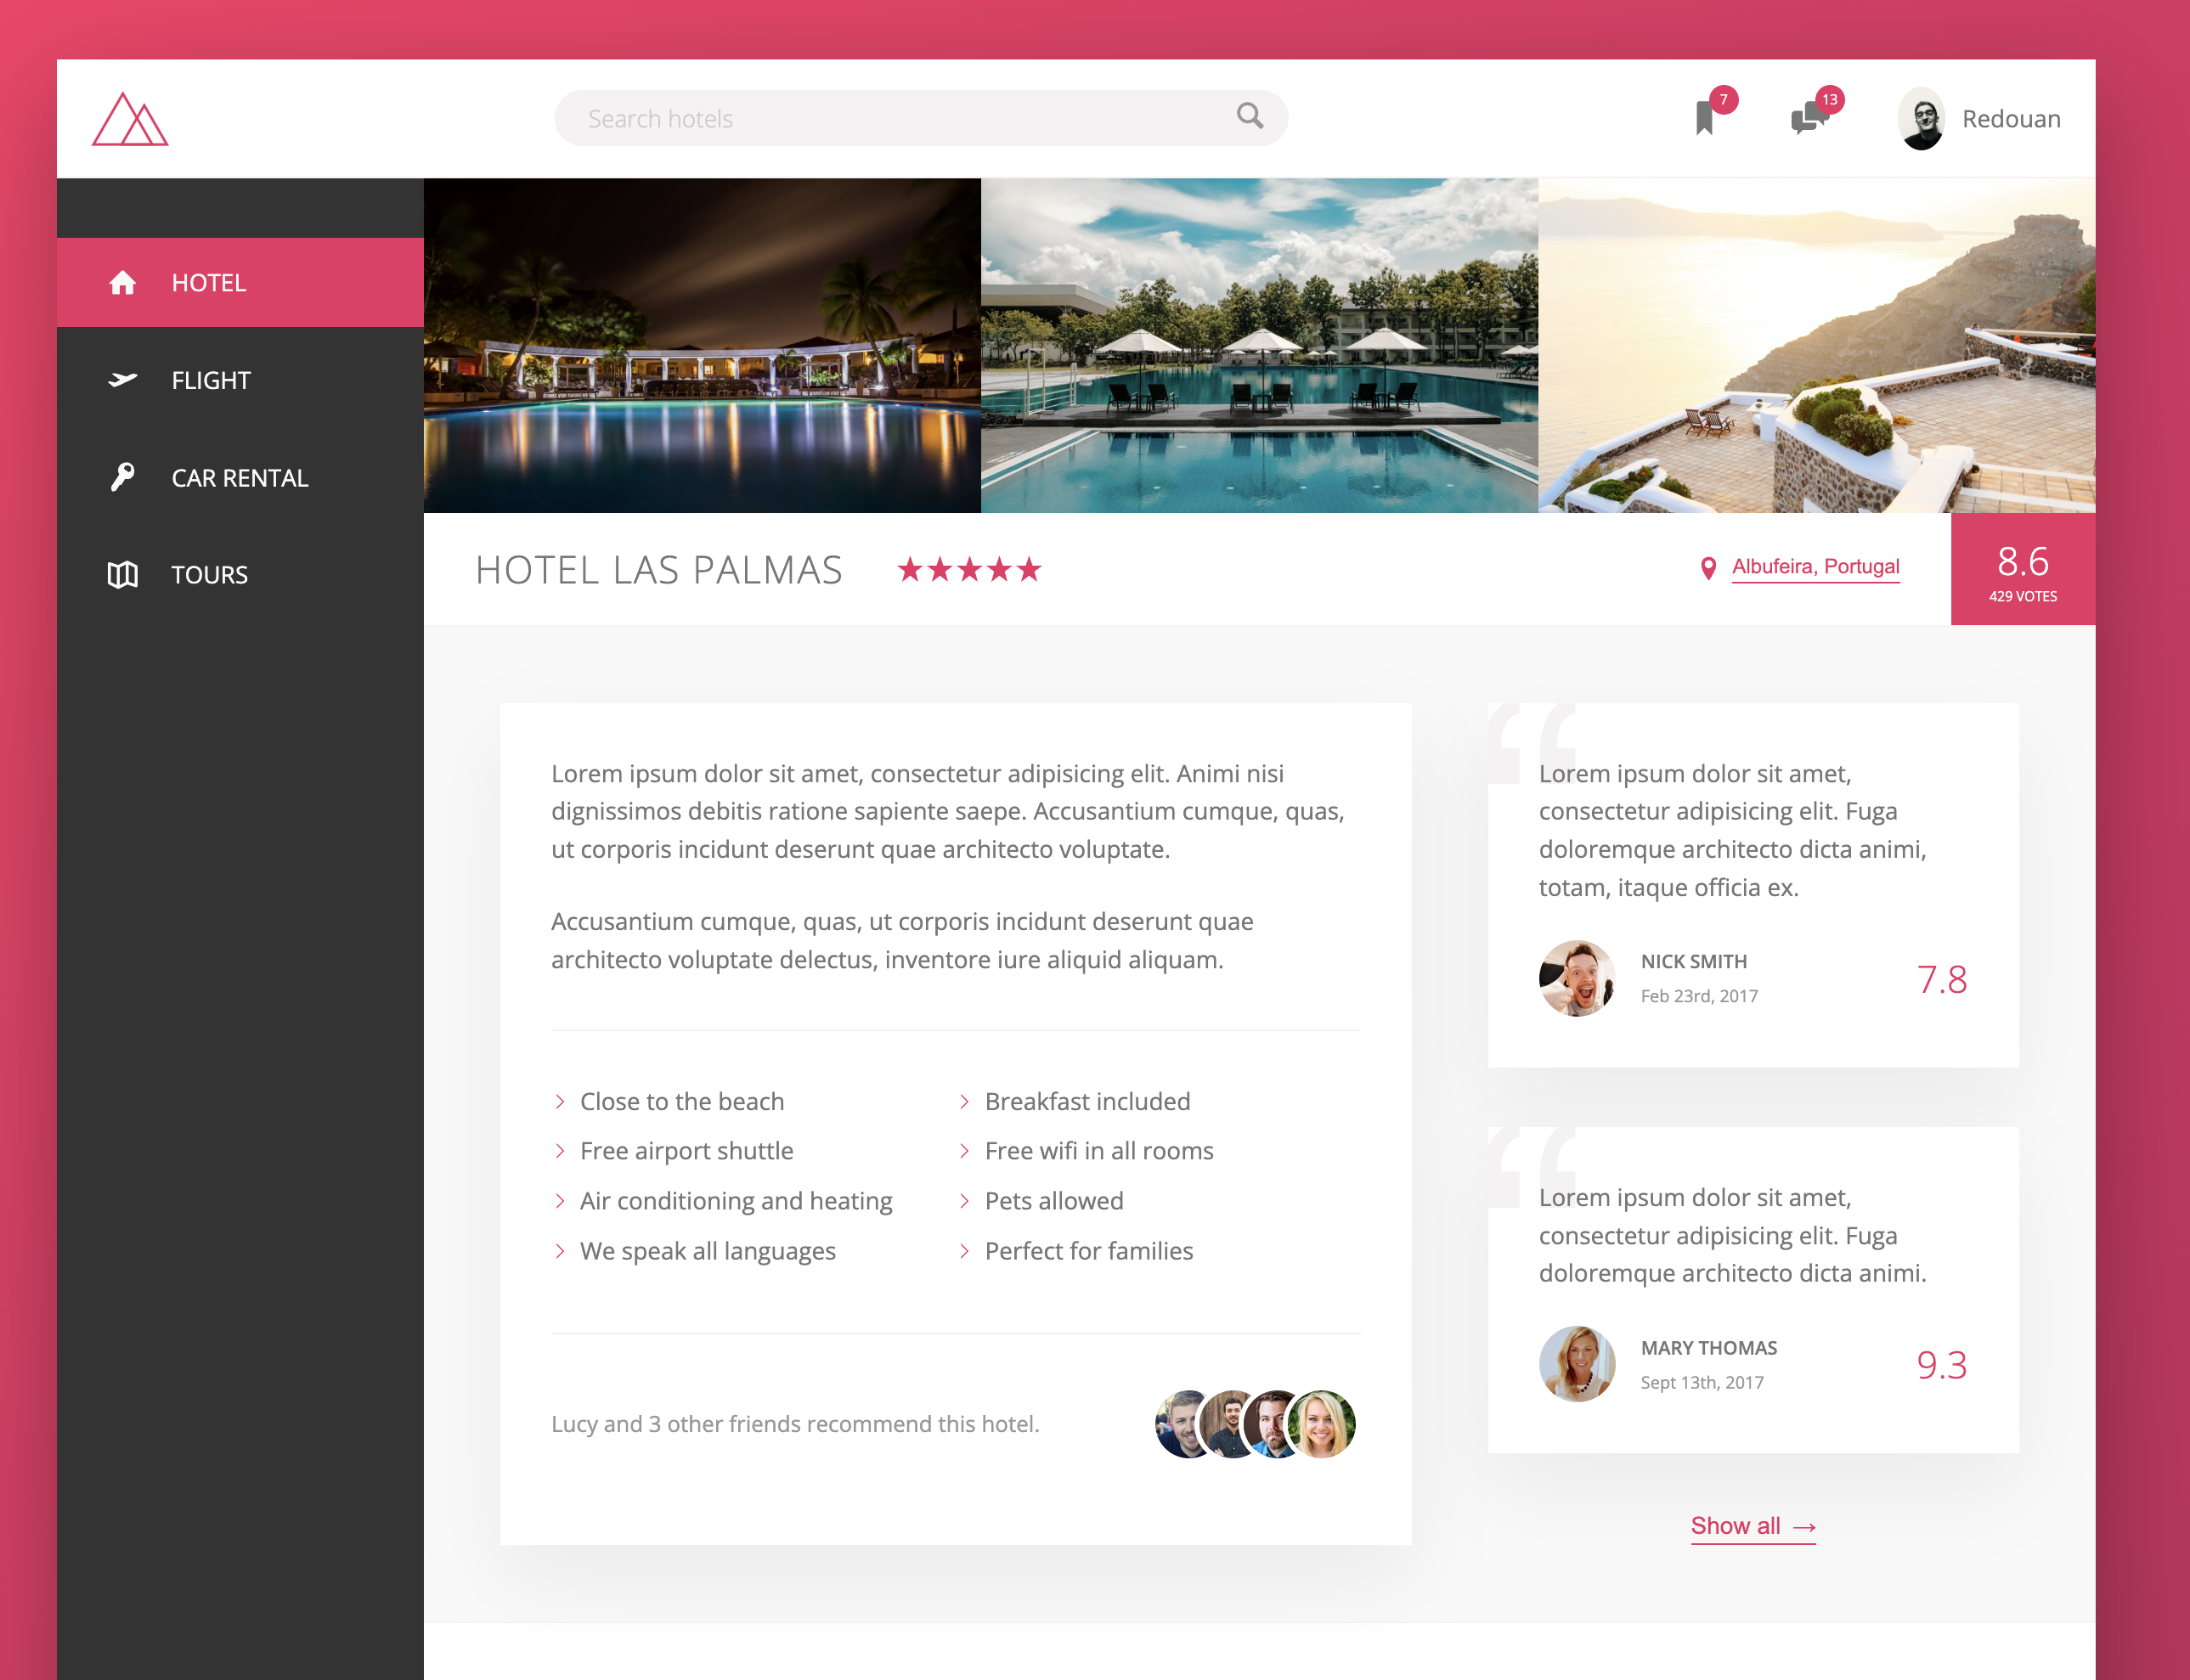 Search hotels
7
13
Redouan
HOTEL
FLIGHT
CAR RENTAL
TOURS
HOTEL LAS PALMAS
★★★★★
Albufeira, Portugal
8.6
429 VOTES
Lorem ipsum dolor sit amet, consectetur adipisicing elit. Animi nisi
dignissimos debitis ratione sapiente saepe. Accusantium cumque, quas,
ut corporis incidunt deserunt quae architecto voluptate.
Accusantium cumque, quas, ut corporis incidunt deserunt quae
architecto voluptate delectus, inventore iure aliquid aliquam.
Close to the beach
Breakfast included
Free airport shuttle
Free wifi in all rooms
Air conditioning and heating
Pets allowed
We speak all languages
Perfect for families
Lucy and 3 other friends recommend this hotel.
“
Lorem ipsum dolor sit amet,
consectetur adipisicing elit. Fuga
doloremque architecto dicta animi,
totam, itaque officia ex.
NICK SMITH
Feb 23rd, 2017
7.8
“
Lorem ipsum dolor sit amet,
consectetur adipisicing elit. Fuga
doloremque architecto dicta animi.
MARY THOMAS
Sept 13th, 2017
9.3
Show all →